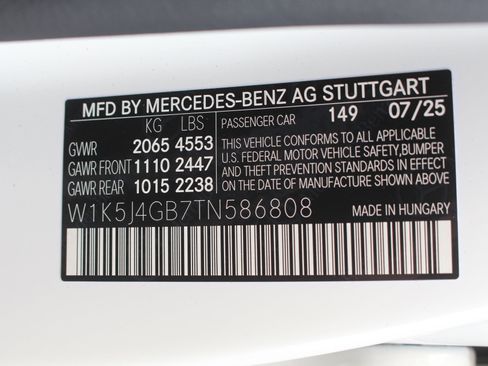 MFD BY MERCEDES-BENZ AG STUTTGART
KG LBS PASSENGER CAR 149 07/25
GVWR 2065 4553
GAWR FRONT 1110 2447
GAWR REAR 1015 2238
THIS VEHICLE CONFORMS TO ALL APPLICABLE
U.S. FEDERAL MOTOR VEHICLE SAFETY, BUMPER
AND THEFT PREVENTION STANDARDS IN EFFECT
ON THE DATE OF MANUFACTURE SHOWN ABOVE.
W1K5J4GB7TN586808 MADE IN GERMANY